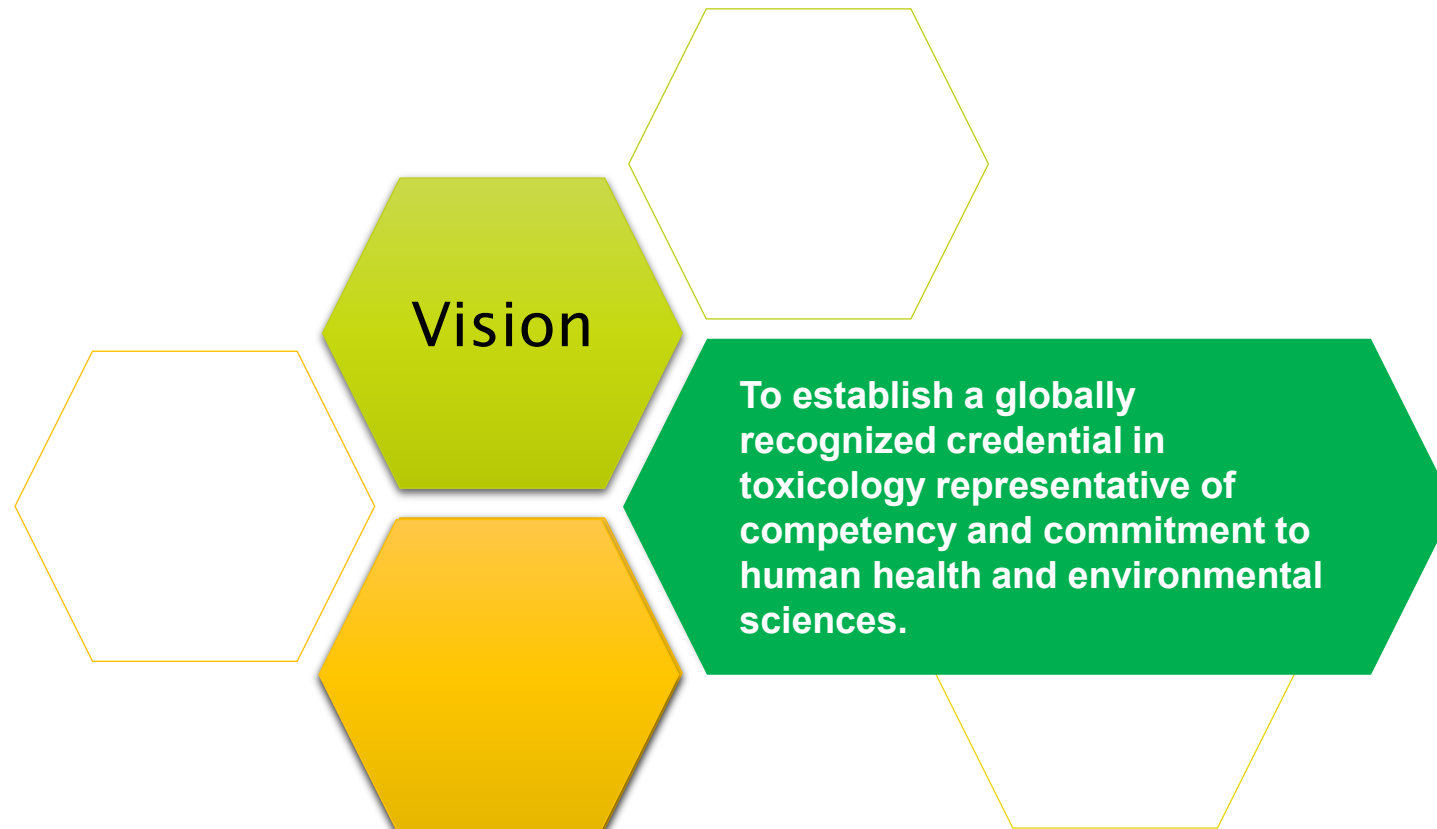 Vision
To establish a globally
recognized credential in
toxicology representative of
competency and commitment to
human health and environmental
sciences.